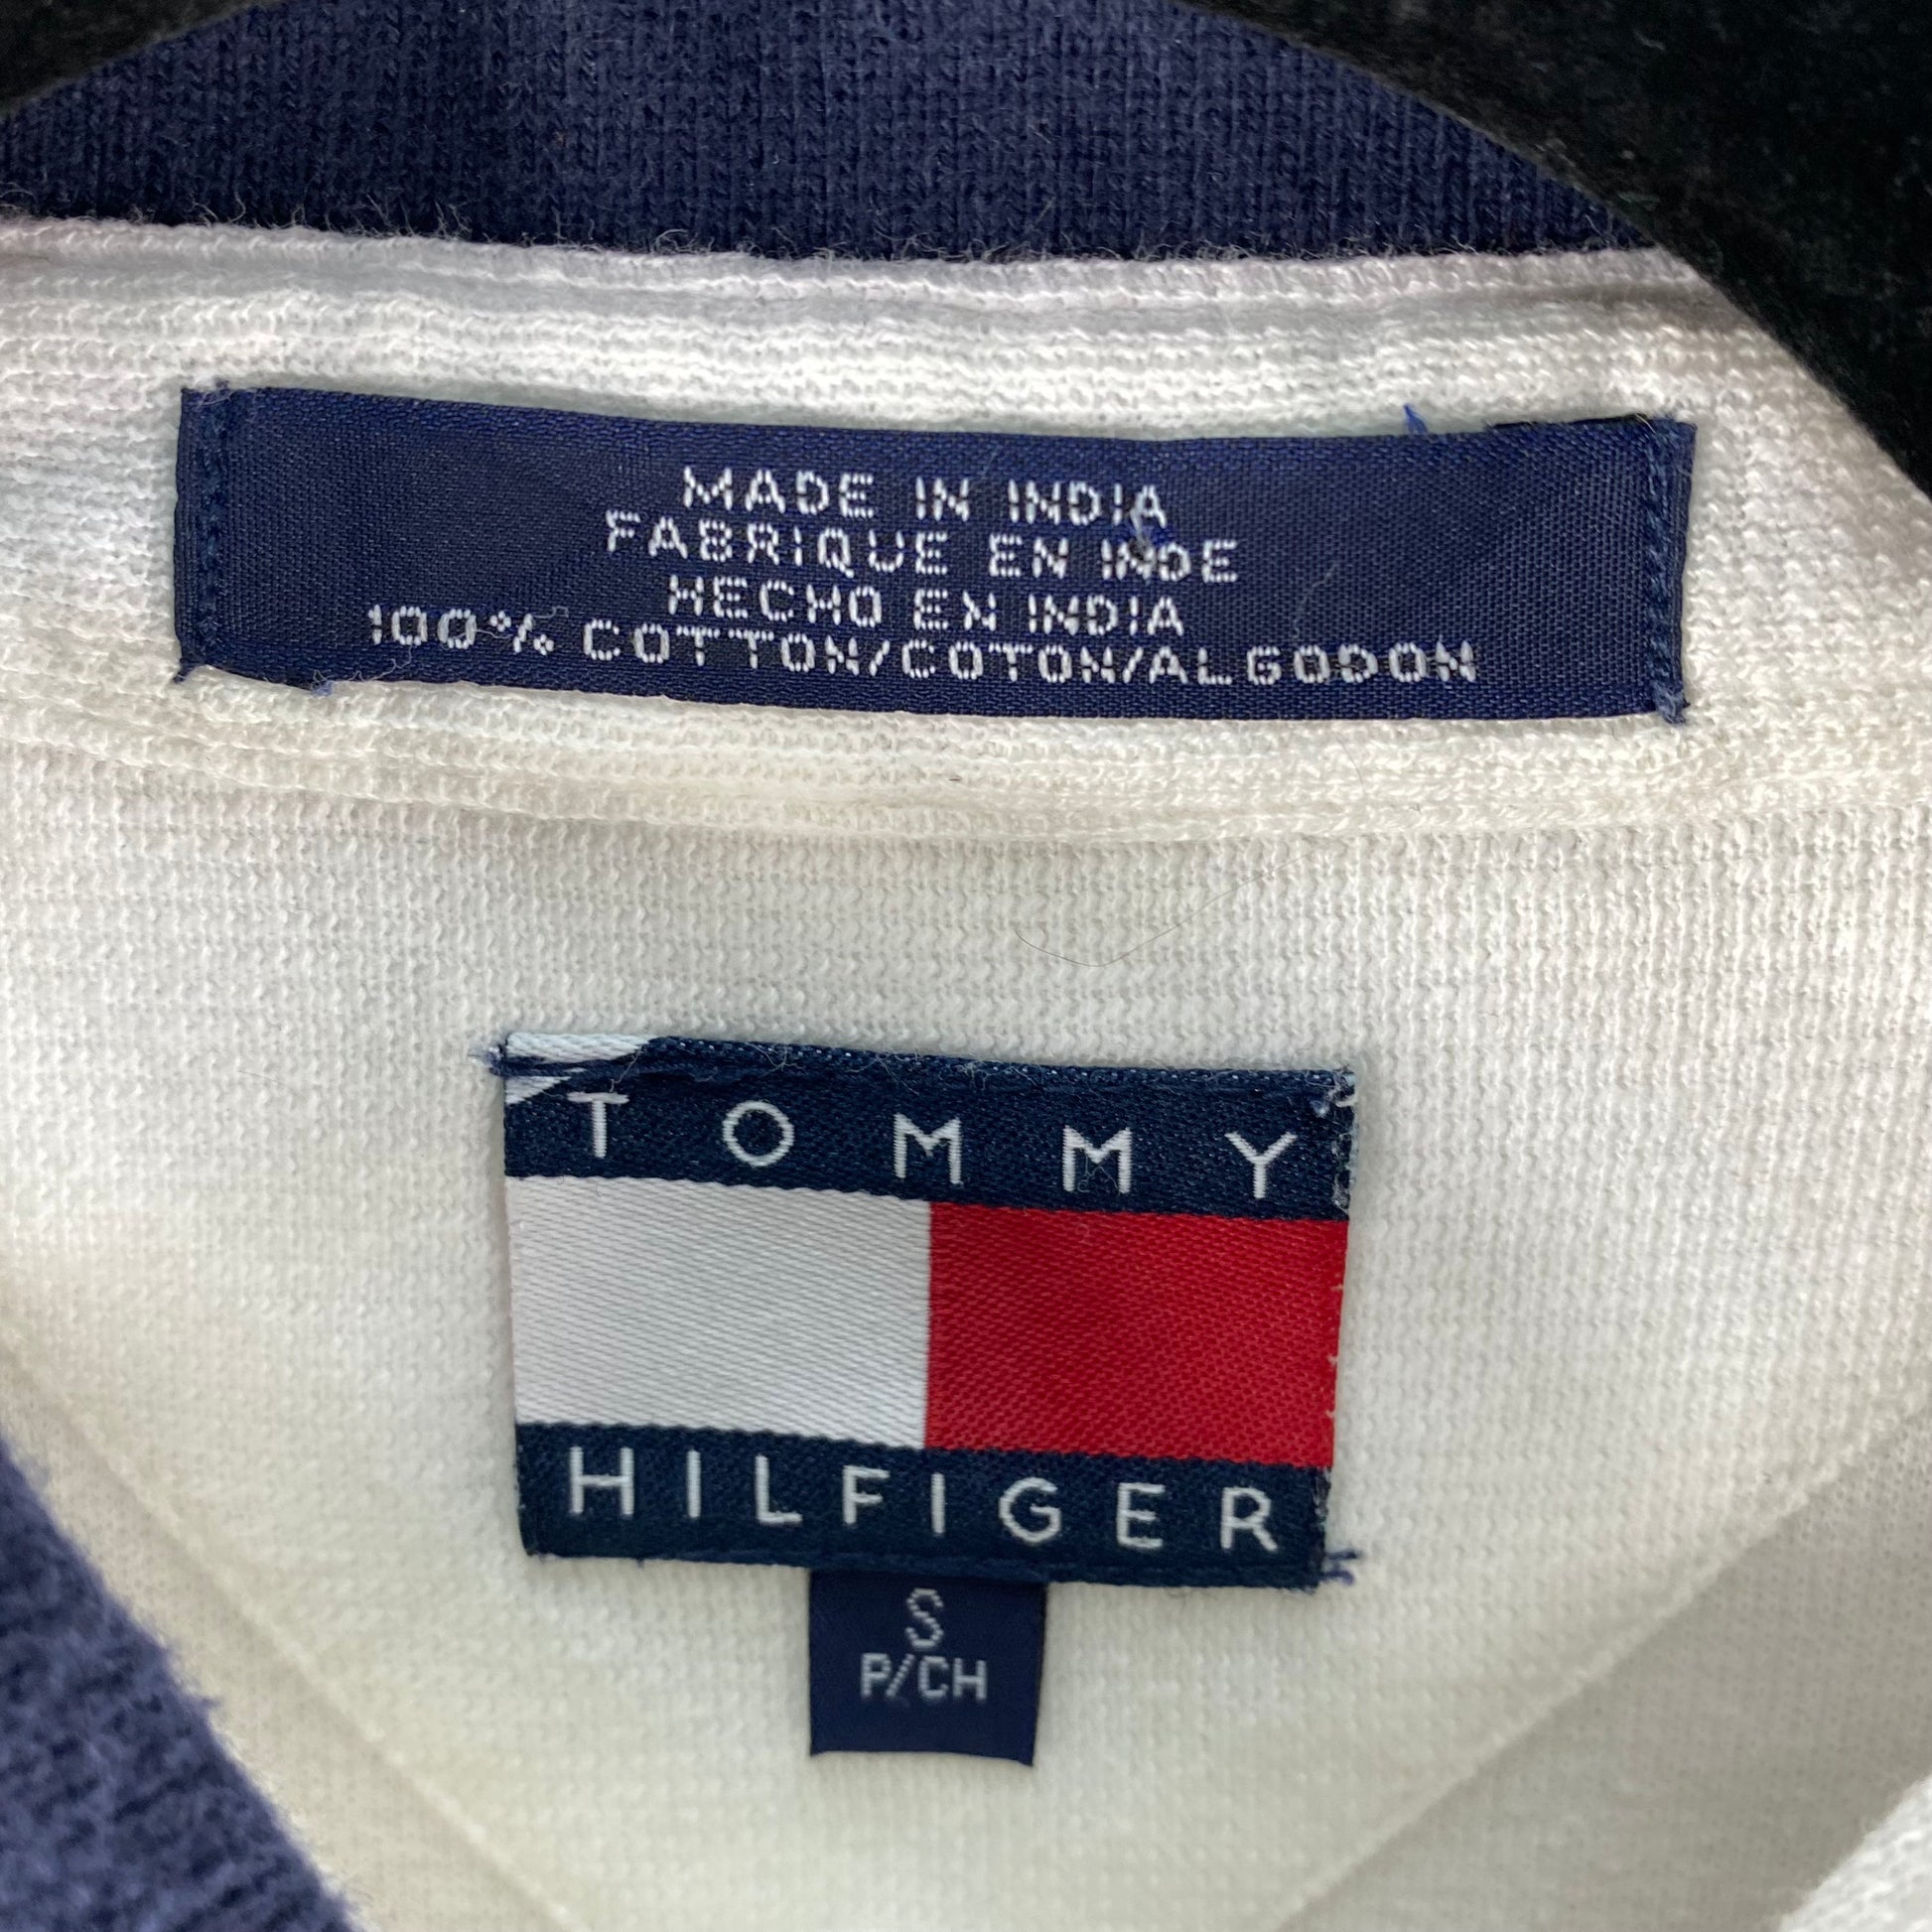 MADE IN INDIA
FABRIQUE EN INDE
HECHO EN INDIA
100% COTTON/COTON/ALGODON
TOMMY
HILFIGER
S
P/CH